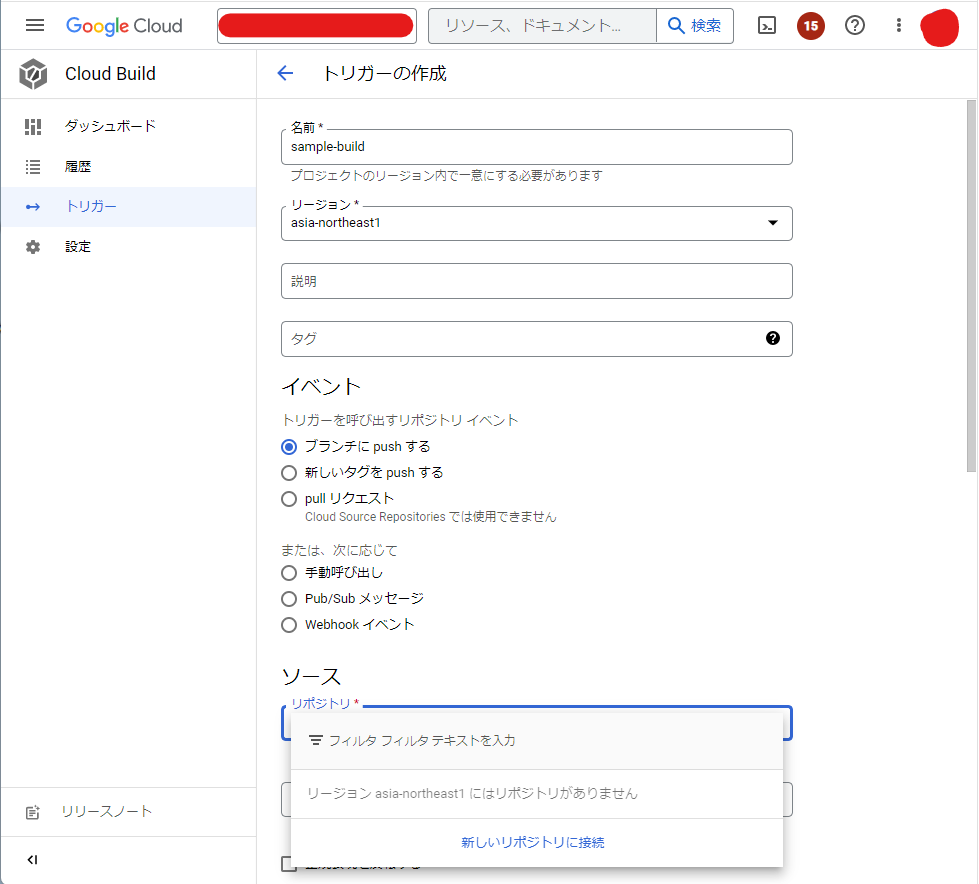 Google Cloud
リソース、ドキュメント...
検索
15
Cloud Build
トリガーの作成
ダッシュボード
履歴
トリガー
設定
リリースノート
名前 *
sample-build
プロジェクトのリージョン内で一意にする必要があります
リージョン *
asia-northeast1
説明
タグ
イベント
トリガーを呼び出すリポジトリ イベント
ブランチに push する
新しいタグを push する
pull リクエスト
Cloud Source Repositories では使用できません
または、次に応じて
手動呼び出し
Pub/Sub メッセージ
Webhook イベント
ソース
リポジトリ *
フィルタ フィルタ テキストを入力
リージョン asia-northeast1 にはリポジトリがありません
新しいリポジトリに接続